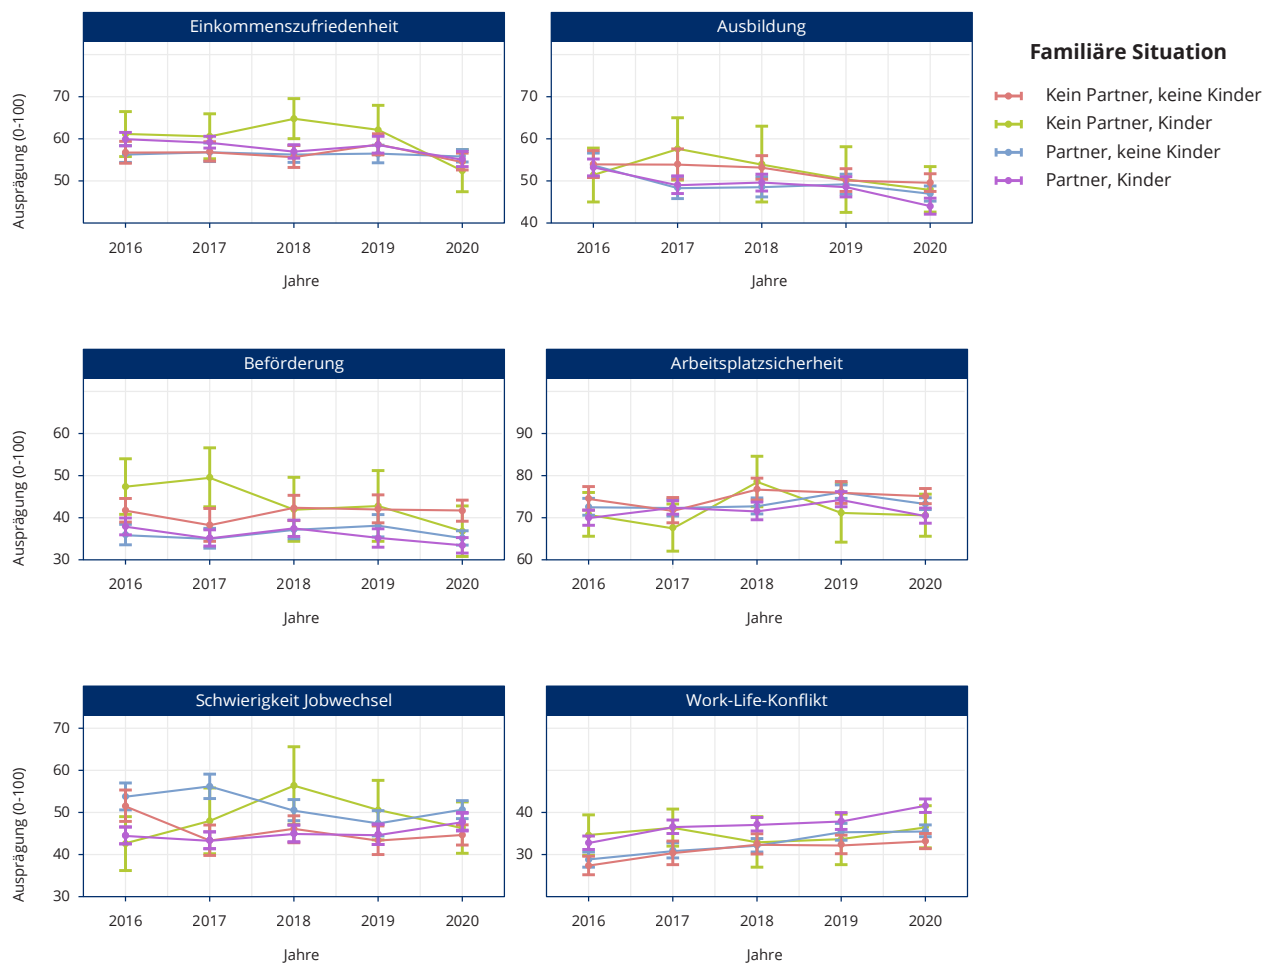 Einkommenszufriedenheit
Ausbildung
Familiäre Situation
Kein Partner, keine Kinder
Kein Partner, Kinder
Partner, keine Kinder
Partner, Kinder
Ausprägung (0-100)
70
60
50
70
60
50
40
2016 2017 2018 2019 2020
2016 2017 2018 2019 2020
Jahre
Jahre
Beförderung
Arbeitsplatzsicherheit
Ausprägung (0-100)
60
50
40
30
90
80
70
60
2016 2017 2018 2019 2020
2016 2017 2018 2019 2020
Jahre
Jahre
Schwierigkeit Jobwechsel
Work-Life-Konflikt
Ausprägung (0-100)
70
60
50
40
30
40
30
2016 2017 2018 2019 2020
2016 2017 2018 2019 2020
Jahre
Jahre